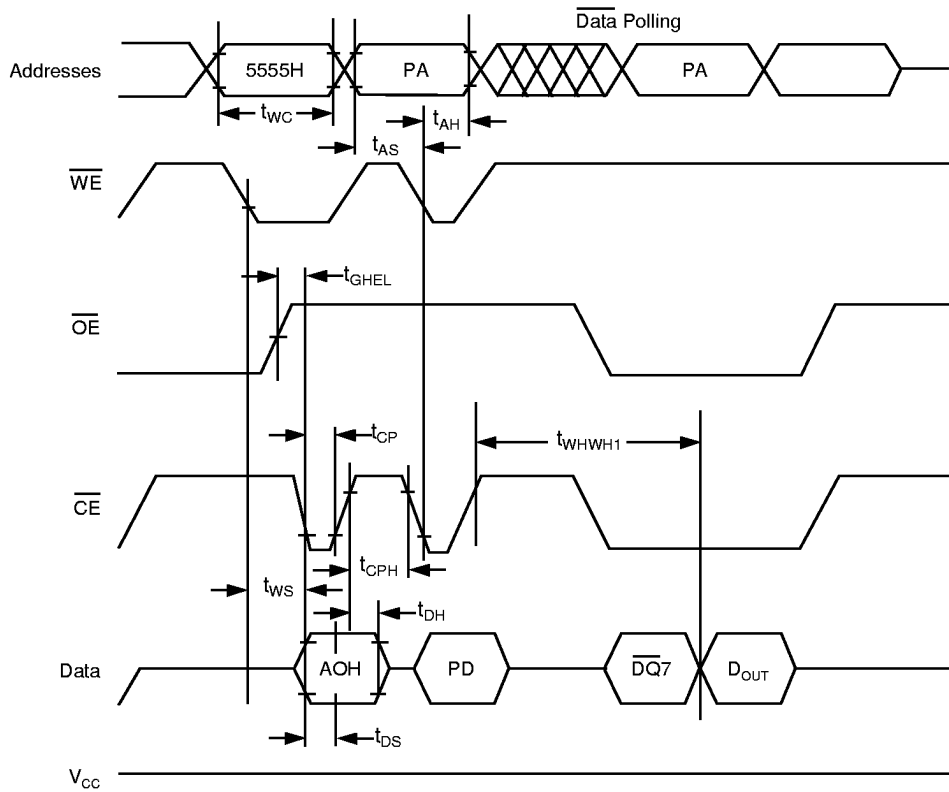 Data Polling
Addresses
5555H
PA
PA
tWC
tAH
tAS
WE
tGHEL
OE
tCP
tWHWH1
CE
tCPH
tWS
tDH
Data
AOH
PD
DQ7
DOUT
tDS
VCC